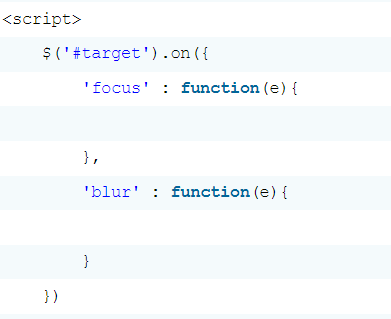 <script>
$('#target').on({
'focus' : function(e){
},
'blur' : function(e){
}
})